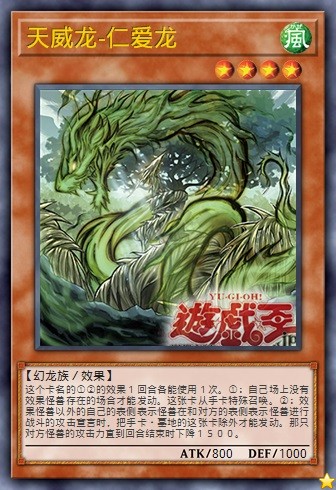 天威龙-仁爱龙
風
YU-GI-OH!
遊戯王
【幻龙族／效果】
这个卡名的①②的效果1回合各能使用1次。①：自己场上没有
效果怪兽存在的场合才能发动。这张卡从手卡特殊召唤。②：效
果怪兽以外的自己的表侧表示怪兽在和对方的表侧表示怪兽进行
战斗的攻击宣言时，把手卡·墓地的这张卡除外才能发动。那只
对方怪兽的攻击力直到回合结束时下降1500。
ATK/800 DEF/1000